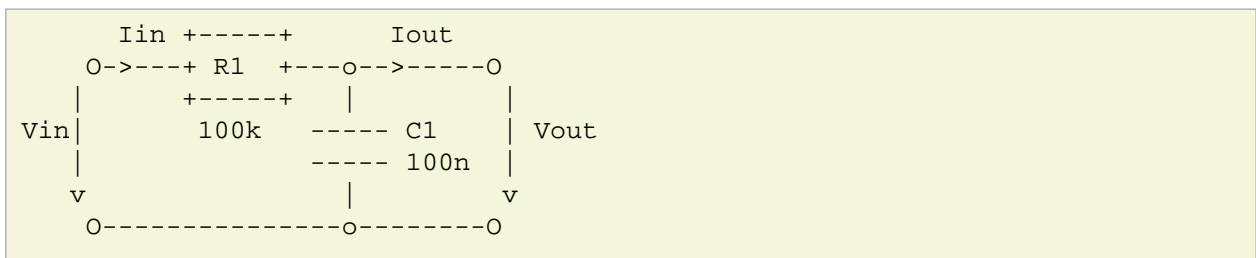 Iin +-----+      Iout
    O->---+ R1  +---o-->-----O
   |      +-----+   |        |
Vin|       100k   ----- C1   | Vout
   |              ----- 100n |
   v                |        v
    O---------------o--------O